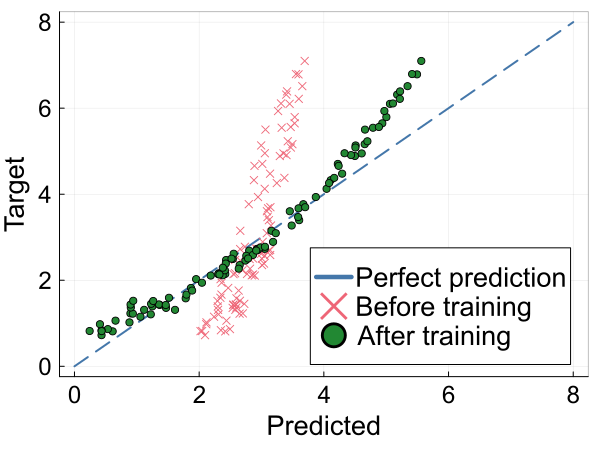 8
6
4
2
0
Target
Perfect prediction
Before training
After training
0 2 4 6 8
Predicted